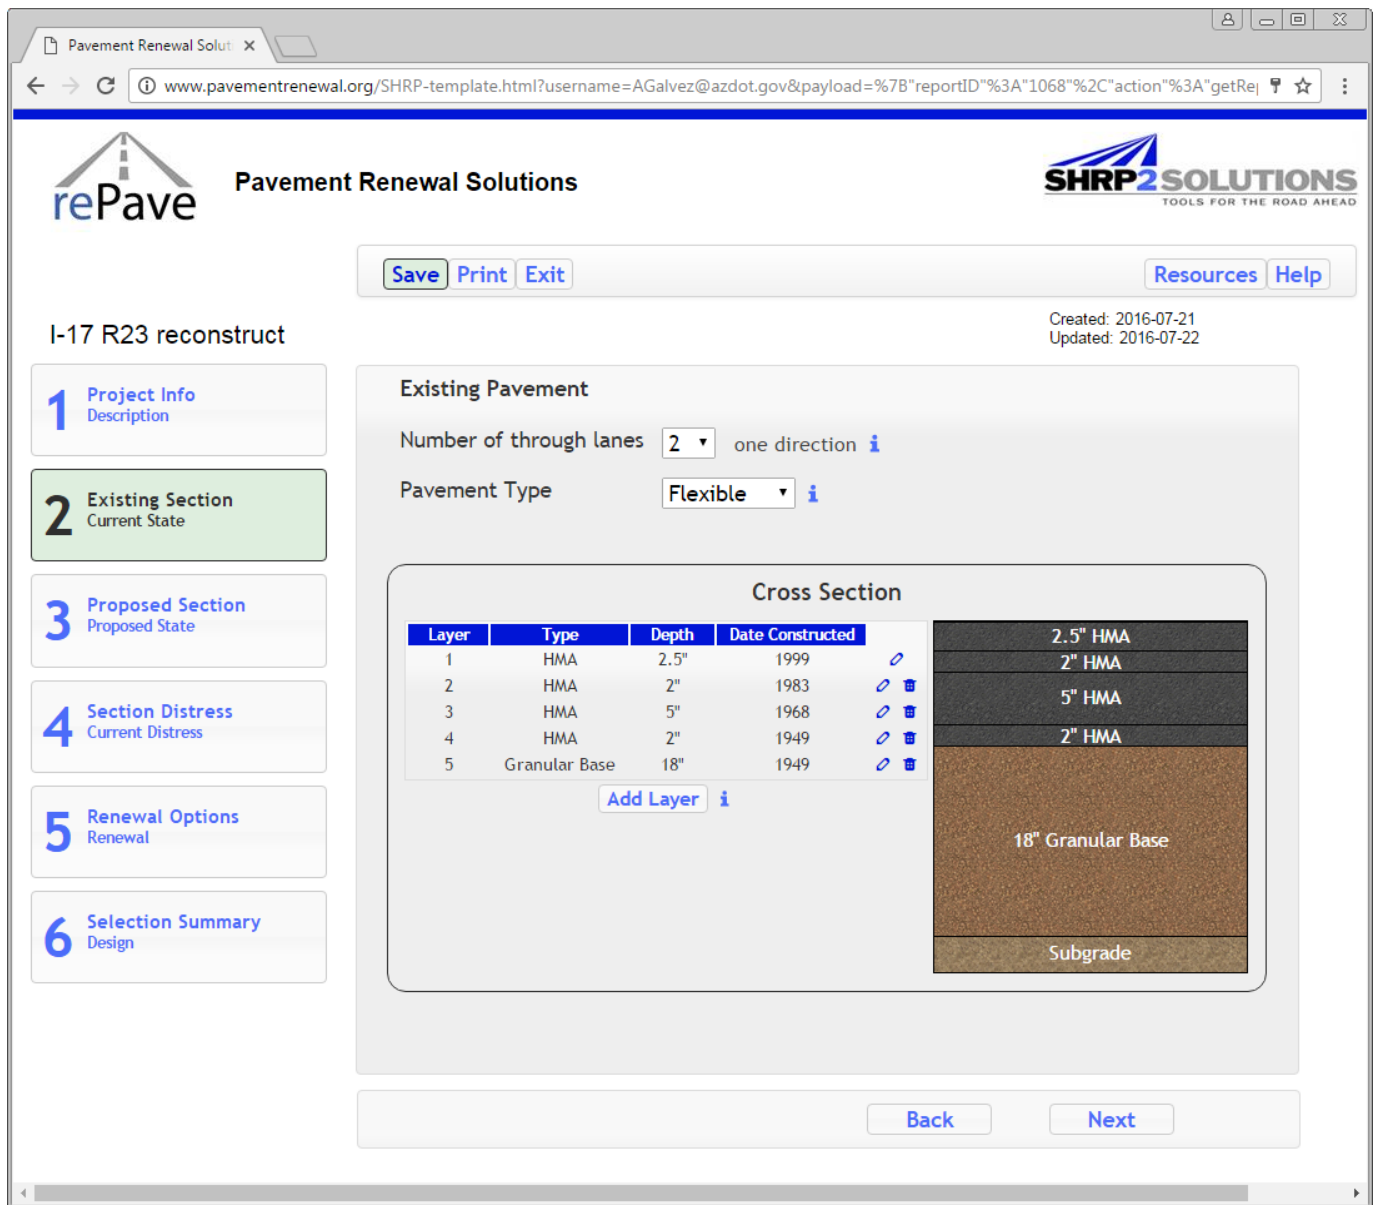 Pavement Renewal Solut
www.pavementrenewal.org/SHRP-template.html?username=AGalvez@azdot.gov&payload=%7B"reportID"%3A"1068"%2C"action"%3A"getRe
rePave
Pavement Renewal Solutions
SHRP2SOLUTIONS
TOOLS FOR THE ROAD AHEAD
Save Print Exit Resources Help
I-17 R23 reconstruct
Created: 2016-07-21
Updated: 2016-07-22
1 Project Info
Description
2 Existing Section
Current State
3 Proposed Section
Proposed State
4 Section Distress
Current Distress
5 Renewal Options
Renewal
6 Selection Summary
Design
Existing Pavement
Number of through lanes 2 one direction i
Pavement Type Flexible i
Cross Section
Layer Type Depth Date Constructed
1 HMA 2.5" 1999
2 HMA 2" 1983
3 HMA 5" 1968
4 HMA 2" 1949
5 Granular Base 18" 1949
Add Layer i
2.5" HMA
2" HMA
5" HMA
2" HMA
18" Granular Base
Subgrade
Back Next